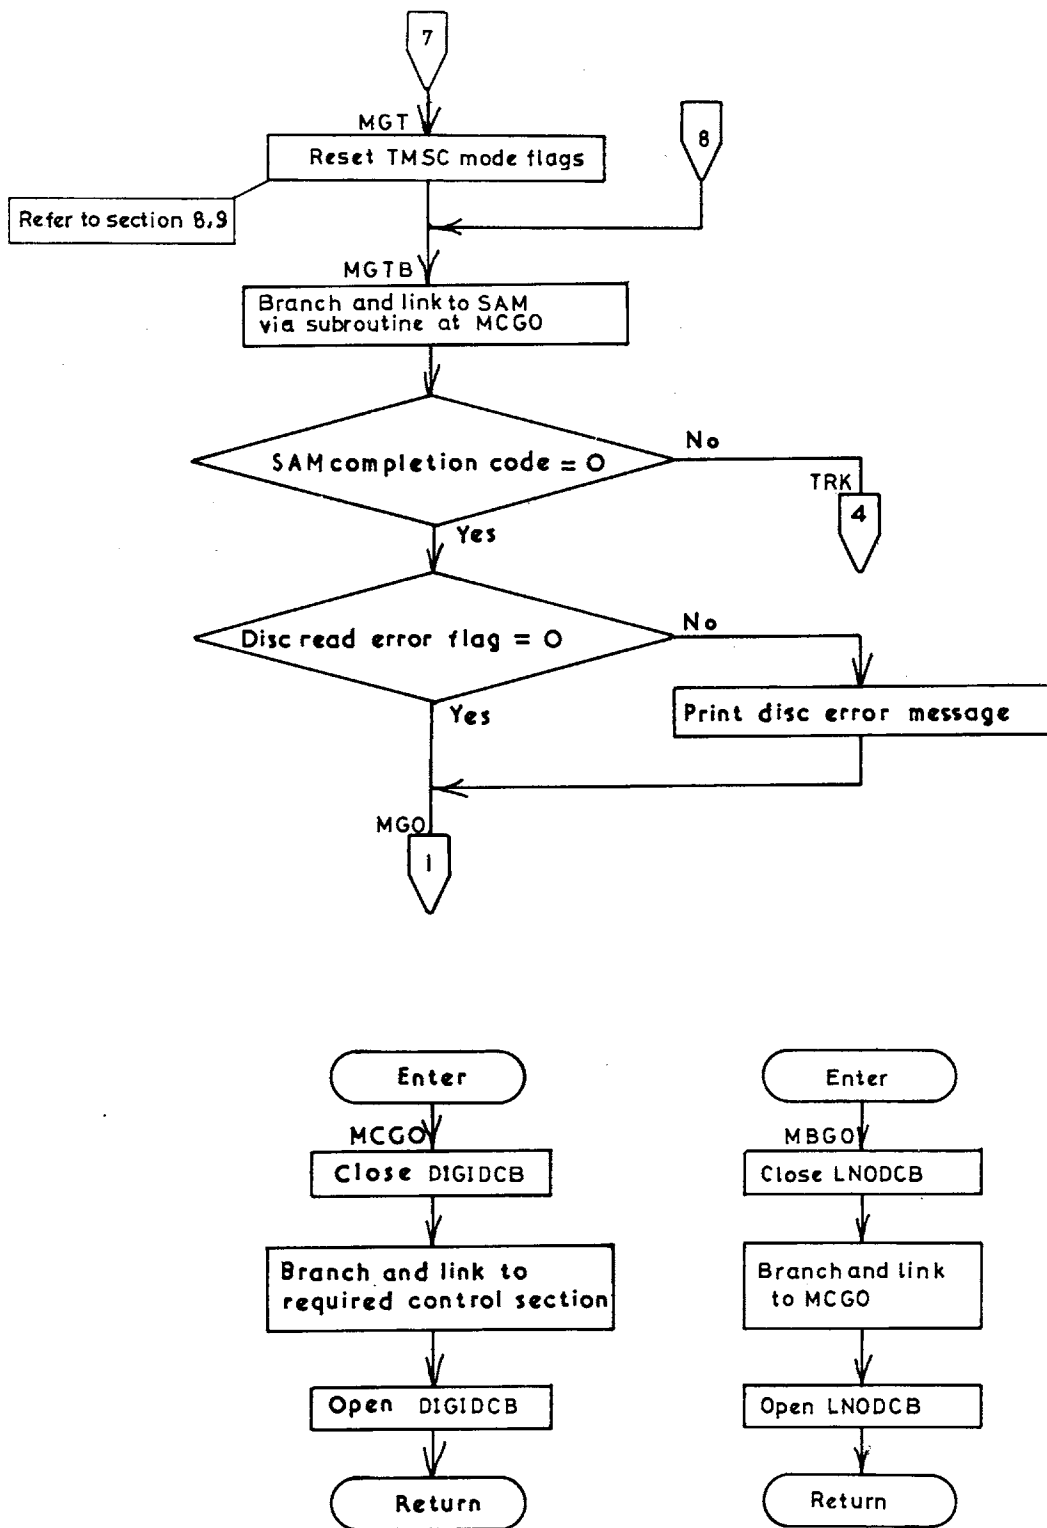 7
MGT
Reset TMSC mode flags
8
Refer to section 8,9
MGTB
Branch and link to SAM
via subroutine at MCGO
SAM completion code = 0
No
TRK
4
Yes
Disc read error flag = 0
No
Yes
Print disc error message
MGO
1
Enter
MCGO
Close DIGIDCB
Branch and link to
required control section
Open DIGIDCB
Return
Enter
MBGO
Close LNODCB
Branch and link
to MCGO
Open LNODCB
Return